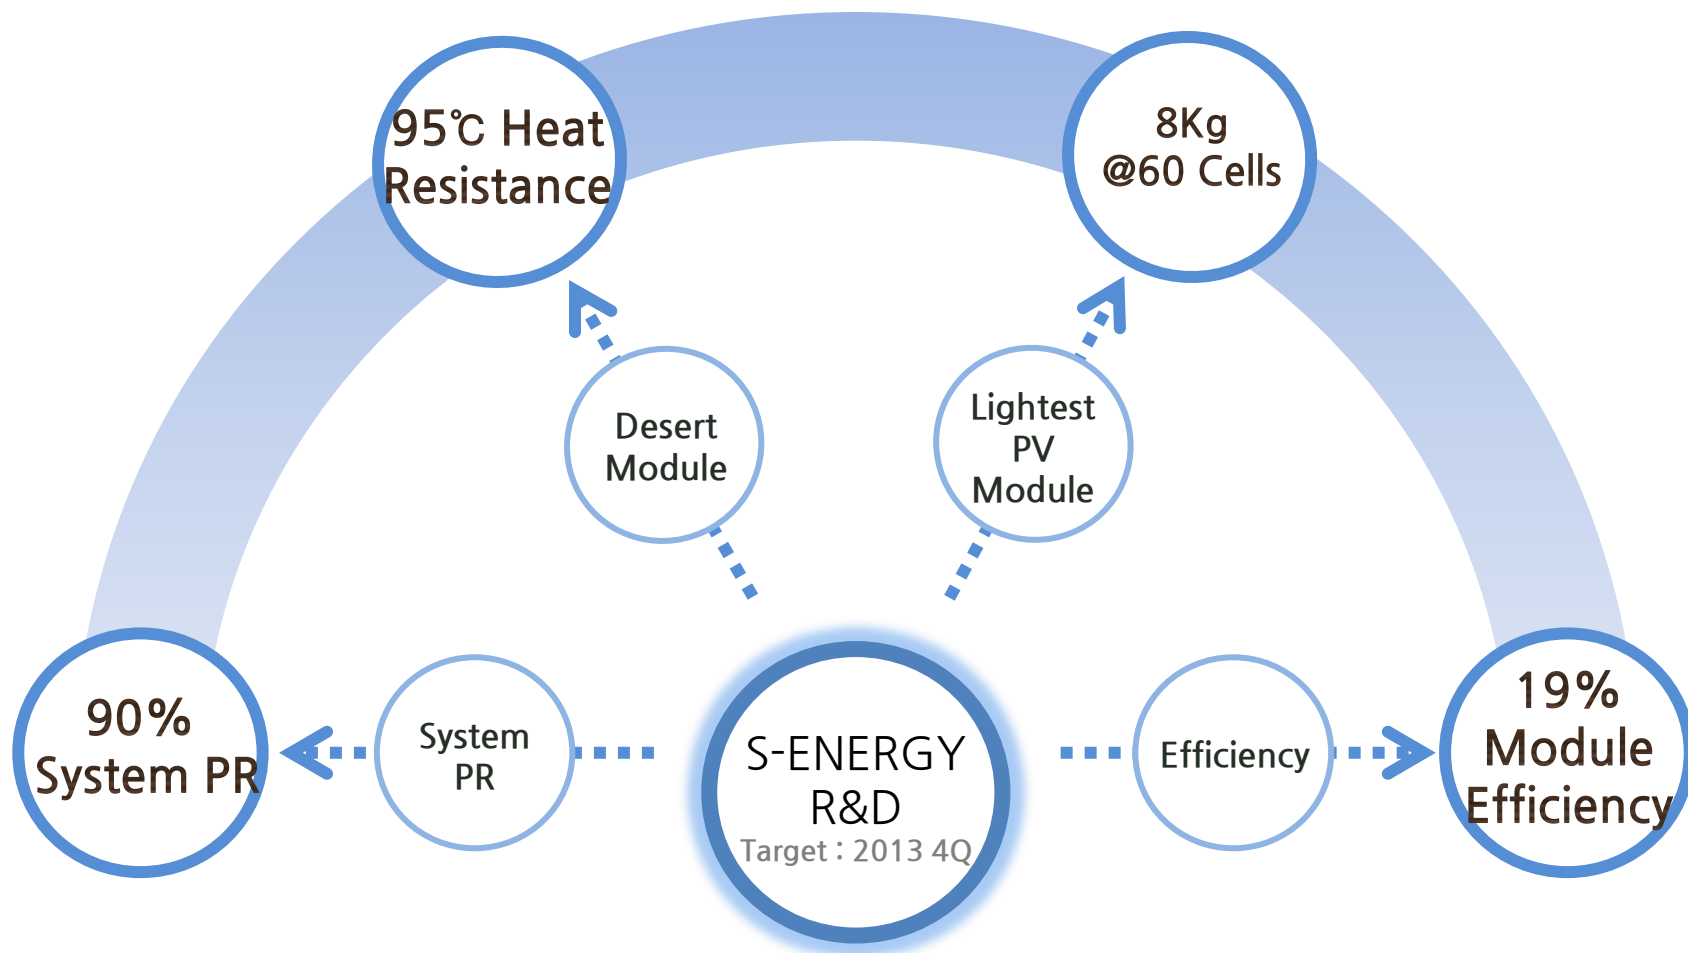 95℃ Heat
Resistance
8Kg
@60 Cells
Desert
Module
Lightest
PV
Module
90%
System PR
System
PR
S-ENERGY
R&D
Target : 2013 4Q
Efficiency
19%
Module
Efficiency